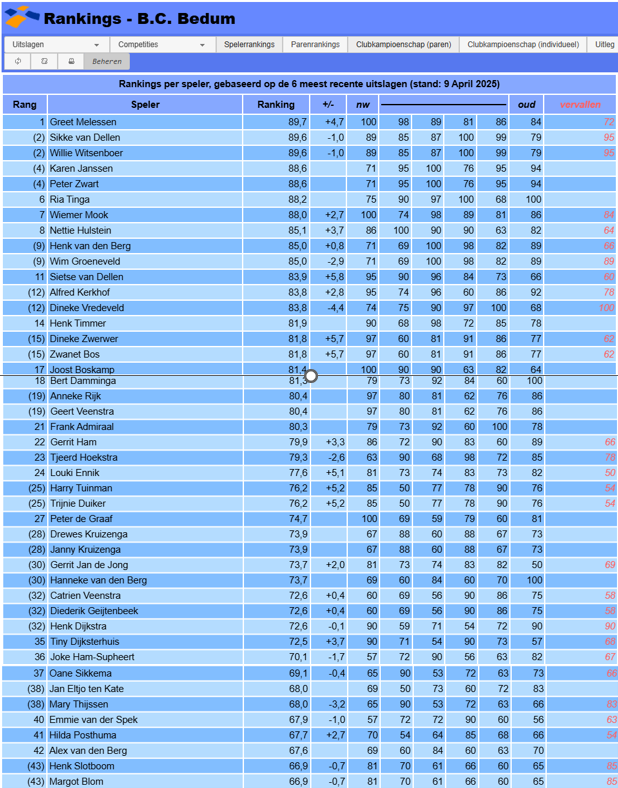 Rankings - B.C. Bedum
Uitslagen Competities Spelerrankings Parenrankings Clubkampioenschap (paren) Clubkampioenschap (individueel) Uitleg
Beheren
Rankings per speler, gebaseerd op de 6 meest recente uitslagen (stand: 9 April 2025)
Rang Speler Ranking +/- nw oud vervallen
1 Greet Melessen 89,7 +4,7 100 98 89 81 86 84 72
(2) Sikke van Dellen 89,6 -1,0 89 85 87 100 99 79 95
(2) Willie Witsenboer 89,6 -1,0 89 85 87 100 99 79 95
(4) Karen Janssen 88,6 71 95 100 76 95 94
(4) Peter Zwart 88,6 71 95 100 76 95 94
6 Ria Tinga 88,2 75 90 97 100 68 100
7 Wiemer Mook 88,0 +2,7 100 74 98 89 81 86 84
8 Nettie Hulstein 85,1 +3,7 86 100 90 90 63 82 64
(9) Henk van den Berg 85,0 +0,8 71 69 100 98 82 89 66
(9) Wim Groeneveld 85,0 -2,9 71 69 100 98 82 89 89
11 Sietse van Dellen 83,9 +5,8 95 90 96 84 73 66 60
(12) Alfred Kerkhof 83,8 +2,8 95 74 96 60 86 92 78
(12) Dineke Vredeveld 83,8 -4,4 74 75 90 97 100 68 100
14 Henk Timmer 81,9 90 68 98 72 85 78
(15) Dineke Zwerwer 81,8 +5,7 97 60 81 91 86 77 62
(15) Zwanet Bos 81,8 +5,7 97 60 81 91 86 77 62
17 Joost Boskamp 81,4 100 90 90 63 82 64
18 Bert Damminga 81,3 79 73 92 84 60 100
(19) Anneke Rijk 80,4 97 80 81 62 76 86
(19) Geert Veenstra 80,4 97 80 81 62 76 86
21 Frank Admiraal 80,3 79 73 92 60 100 78
22 Gerrit Ham 79,9 +3,3 86 72 90 83 60 89 66
23 Tjeerd Hoekstra 79,3 -2,6 63 90 68 98 72 85 78
24 Louki Ennik 77,6 +5,1 81 73 74 83 73 82 50
(25) Harry Tuinman 76,2 +5,2 85 50 77 78 90 76 54
(25) Trijnie Duiker 76,2 +5,2 85 50 77 78 90 76 54
27 Peter de Graaf 74,7 100 69 59 79 60 81
(28) Drewes Kruizenga 73,9 67 88 60 88 67 73
(28) Janny Kruizenga 73,9 67 88 60 88 67 73
(30) Gerrit Jan de Jong 73,7 +2,0 81 73 74 83 82 50 69
(30) Hanneke van den Berg 73,7 69 60 84 60 70 100
(32) Catrien Veenstra 72,6 +0,4 60 69 56 90 86 75 58
(32) Diederik Geijtenbeek 72,6 +0,4 60 69 56 90 86 75 58
(32) Henk Dijkstra 72,6 -0,1 90 59 71 54 72 90 90
35 Tiny Dijksterhuis 72,5 +3,7 90 71 54 90 73 57 68
36 Joke Ham-Supheert 70,1 -1,7 57 72 90 56 63 82 67
37 Oane Sikkema 69,1 -0,4 65 90 53 72 63 73 66
(38) Jan Eltjo ten Kate 68,0 69 50 73 60 72 83
(38) Mary Thijssen 68,0 -3,2 65 90 53 72 63 66 83
40 Emmie van der Spek 67,9 -1,0 57 72 72 90 60 56 63
41 Hilda Posthuma 67,7 +2,7 70 54 64 85 68 66 54
42 Alex van den Berg 67,6 69 60 84 60 63 70
(43) Henk Slotboom 66,9 -0,7 81 70 61 66 60 65 85
(43) Margot Blom 66,9 -0,7 81 70 61 66 60 65 85